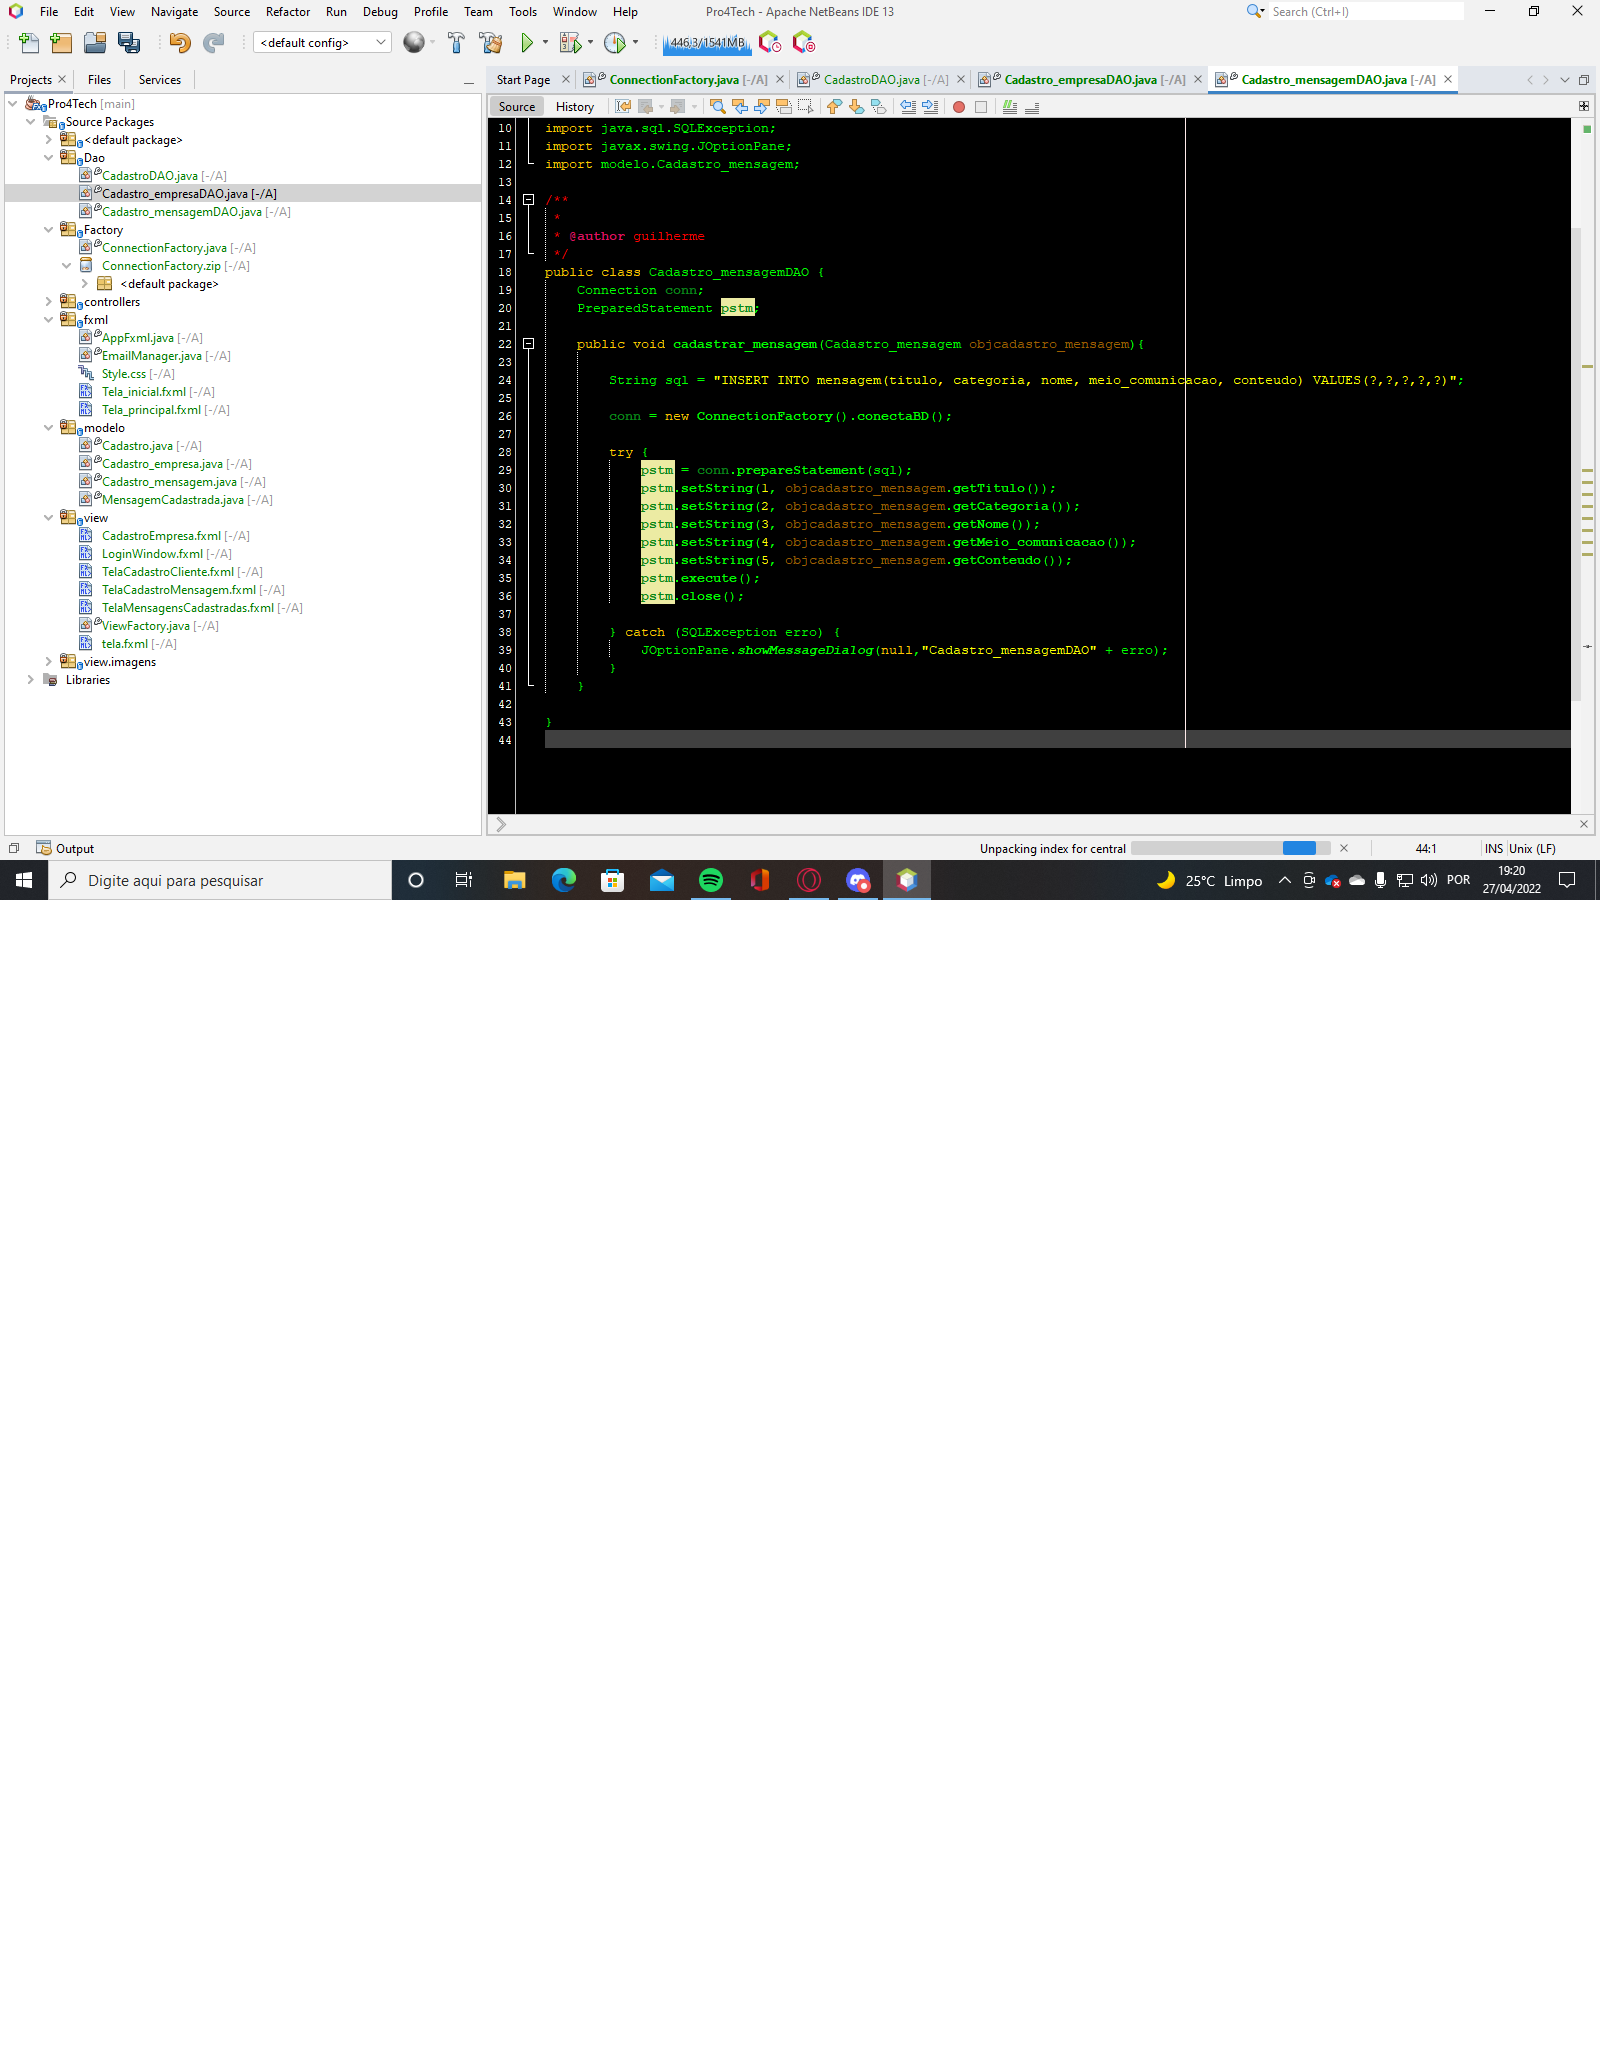 File Edit View Navigate Source Refactor Run Debug Profile Team Tools Window Help Pro4Tech - Apache NetBeans IDE 13 Search (Ctrl+I)
<default config> 446,3/1541MB
Projects Files Services
Pro4Tech [main]
Source Packages
<default package>
Dao
CadastroDAO.java [-/A]
Cadastro_empresaDAO.java [-/A]
Cadastro_mensagemDAO.java [-/A]
Factory
ConnectionFactory.java [-/A]
ConnectionFactory.zip [-/A]
<default package>
controllers
fxml
AppFxml.java [-/A]
EmailManager.java [-/A]
Style.css [-/A]
Tela_inicial.fxml [-/A]
Tela_principal.fxml [-/A]
modelo
Cadastro.java [-/A]
Cadastro_empresa.java [-/A]
Cadastro_mensagem.java [-/A]
MensagemCadastrada.java [-/A]
view
CadastroEmpresa.fxml [-/A]
LoginWindow.fxml [-/A]
TelaCadastroCliente.fxml [-/A]
TelaCadastroMensagem.fxml [-/A]
TelaMensagensCadastradas.fxml [-/A]
ViewFactory.java [-/A]
tela.fxml [-/A]
view.imagens
Libraries
Start Page ConnectionFactory.java [-/A] CadastroDAO.java [-/A] Cadastro_empresaDAO.java [-/A] Cadastro_mensagemDAO.java [-/A]
Source History
10 import java.sql.SQLException;
11 import javax.swing.JOptionPane;
12 import modelo.Cadastro_mensagem;
13
14 /**
15 *
16 * @author guilherme
17 */
18 public class Cadastro_mensagemDAO {
19 Connection conn;
20 PreparedStatement pstm;
21
22 public void cadastrar_mensagem(Cadastro_mensagem objcadastro_mensagem){
23
24 String sql = "INSERT INTO mensagem(titulo, categoria, nome, meio_comunicacao, conteudo) VALUES(?,?,?,?,?)";
25
26 conn = new ConnectionFactory().conectaBD();
27
28 try {
29 pstm = conn.prepareStatement(sql);
30 pstm.setString(1, objcadastro_mensagem.getTitulo());
31 pstm.setString(2, objcadastro_mensagem.getCategoria());
32 pstm.setString(3, objcadastro_mensagem.getNome());
33 pstm.setString(4, objcadastro_mensagem.getMeio_comunicacao());
34 pstm.setString(5, objcadastro_mensagem.getConteudo());
35 pstm.execute();
36 pstm.close();
37
38 } catch (SQLException erro) {
39 JOptionPane.showMessageDialog(null,"Cadastro_mensagemDAO" + erro);
40 }
41 }
42
43 }
44
Output Unpacking index for central 44:1 INS Unix (LF)
Digite aqui para pesquisar 25°C Limpo POR 19:20
27/04/2022